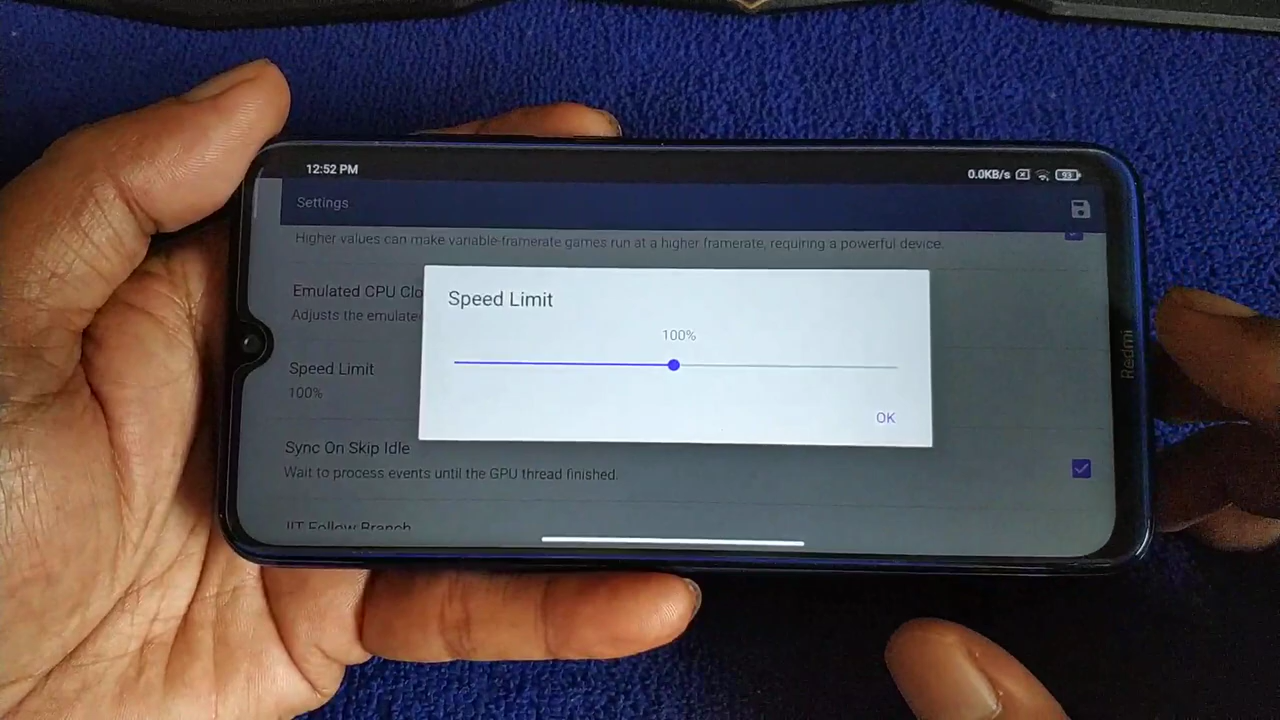 12:52 PM
0.0KB/s
93
Settings
Higher values can make variable-framerate games run at a higher framerate, requiring a powerful device.
Emulated CPU Clo
Adjusts the emulate
Speed Limit
100%
Speed Limit
100%
OK
Sync On Skip Idle
Wait to process events until the GPU thread finished.
JIT Follow Branch
Redmi